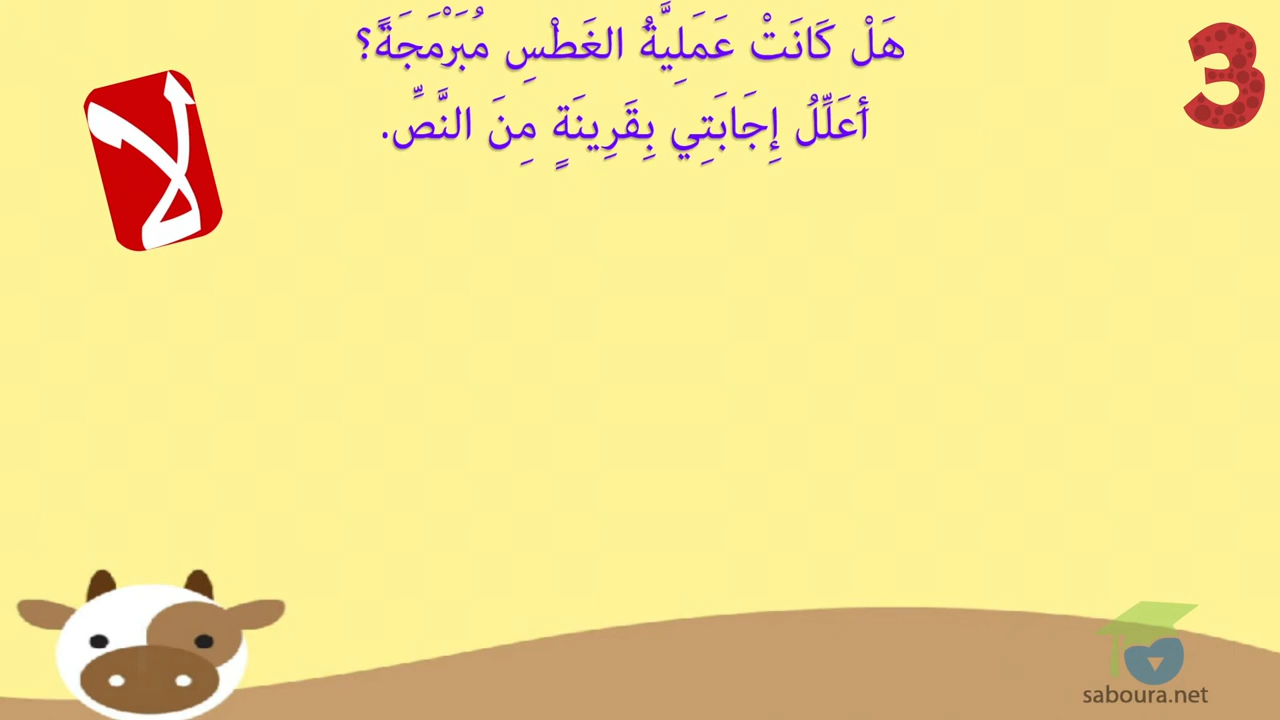 3
هَلْ كَانَتْ عَمَلِيَّةُ الغَطْسِ مُبَرْمَجَةً؟
أُعَلِّلُ إِجَابَتِي بِقَرِينَةٍ مِنَ النَّصِّ.
لا
saboura.net